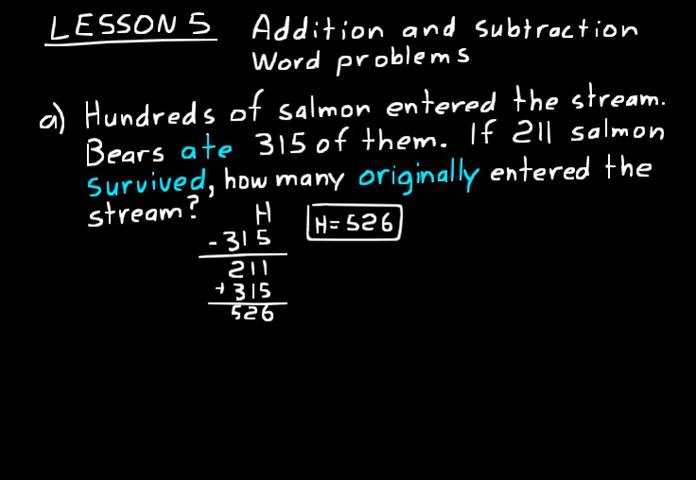 LESSON 5 Addition and subtraction
Word problems
a) Hundreds of salmon entered the stream.
Bears ate 315 of them. If 211 salmon
survived, how many originally entered the
stream?
H
- 315
211
+ 315
526
H = 526